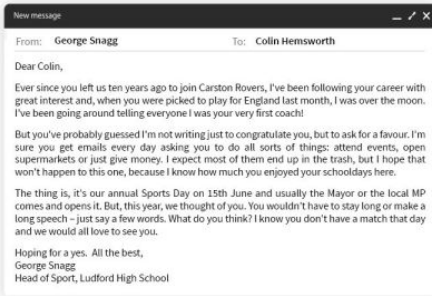 New message
From: George Snagg To: Colin Hemsworth
Dear Colin,
Ever since you left us ten years ago to join Carston Rovers, I've been following your career with
great interest and, when you were picked to play for England last month, I was over the moon.
I've been going around telling everyone I was your very first coach!
But you've probably guessed I'm not writing just to congratulate you, but to ask for a favour. I'm
sure you get emails every day asking you to do all sorts of things: attend events, open
supermarkets or just give money. I expect most of them end up in the trash, but I hope that
won't happen to this one, because I know how much you enjoyed your schooldays here.
The thing is, it's our annual Sports Day on 15th June and usually the Mayor or the local MP
comes and opens it. But, this year, we thought of you. You wouldn't have to stay long or make a
long speech – just say a few words. What do you think? I know you don't have a match that day
and we would all love to see you.
Hoping for a yes. All the best,
George Snagg
Head of Sport, Ludford High School